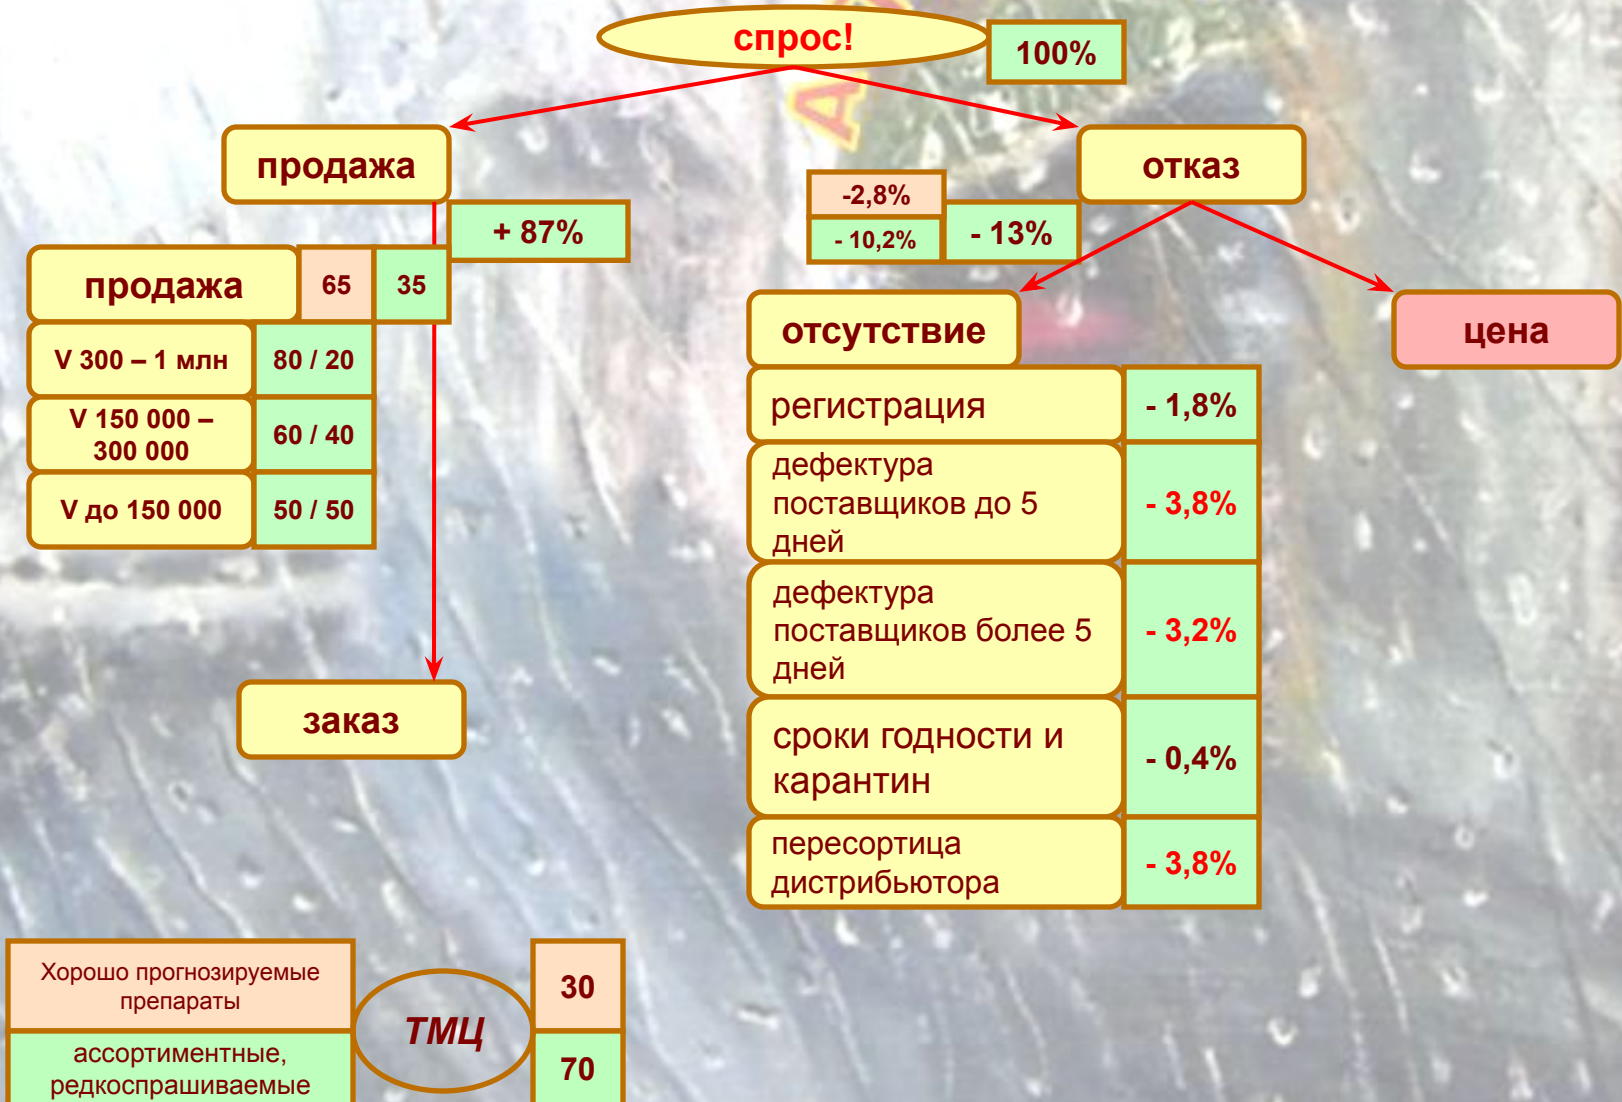 спрос!
100%
продажа
отказ
+ 87%
-2,8%
- 10,2%
- 13%
продажа
65
35
V 300 – 1 млн
80 / 20
V 150 000 –
300 000
60 / 40
V до 150 000
50 / 50
заказ
отсутствие
цена
регистрация
- 1,8%
дефектура
поставщиков до 5
дней
- 3,8%
дефектура
поставщиков более 5
дней
- 3,2%
сроки годности и
карантин
- 0,4%
пересортица
дистрибьютора
- 3,8%
Хорошо прогнозируемые
препараты
ТМЦ
30
ассортиментные,
редкоспрашиваемые
70